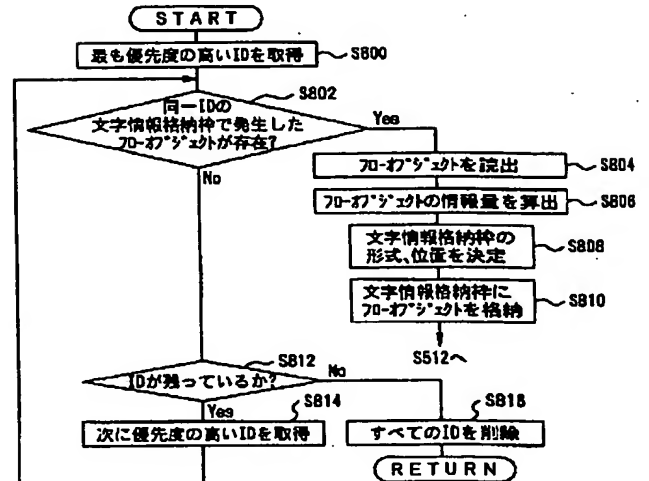 START
最も優先度の高いIDを取得
S800
同一IDの
文字情報格納枠で発生した
フローオブジェクトが存在?
S802
Yes
No
フローオブジェクトを読出
S804
フローオブジェクトの情報量を算出
S806
文字情報格納枠の
形式、位置を決定
S808
文字情報格納枠に
フローオブジェクトを格納
S810
S512へ
IDが残っているか?
S812
No
Yes
S814
次に優先度の高いIDを取得
S816
すべてのIDを削除
RETURN